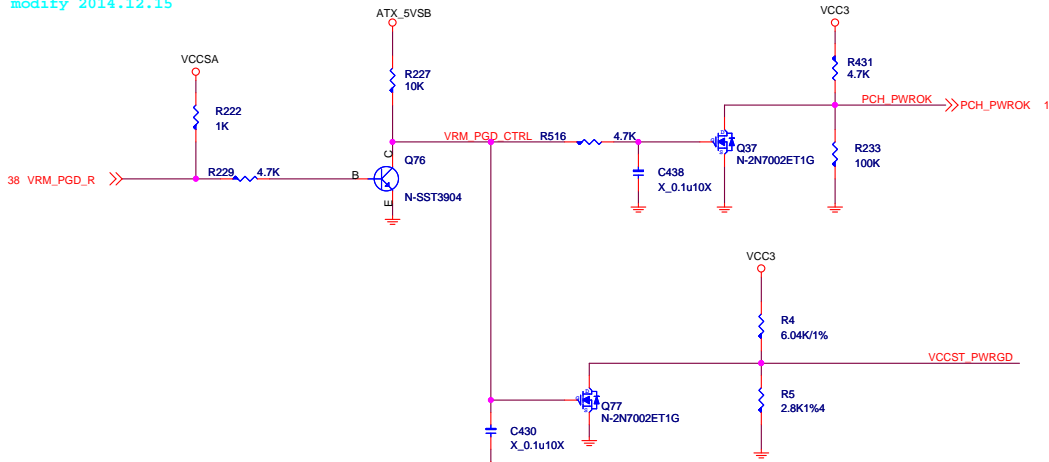 modify 2014.12.15
ATX_5VSB
VCC3
VCCSA
R227
10K
R431
4.7K
R222
1K
PCH_PWROK
PCH_PWROK 1
VRM_PGD_CTRL
R516
4.7K
C
Q76
Q37
N-2N7002ET1G
R233
100K
38 VRM_PGD_R
R229
4.7K
B
C438
X_0.1u10X
N-SST3904
E
VCC3
R4
6.04K/1%
VCCST_PWRGD
Q77
N-2N7002ET1G
R5
2.8K1%4
C430
X_0.1u10X